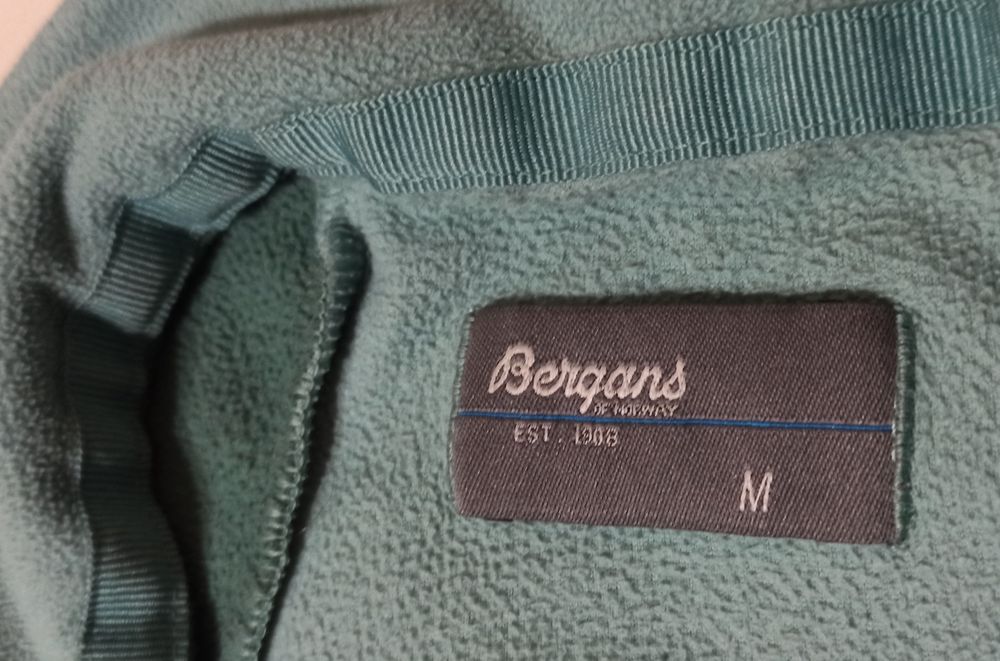 Bergans
OF NORWAY
EST. 1908
M